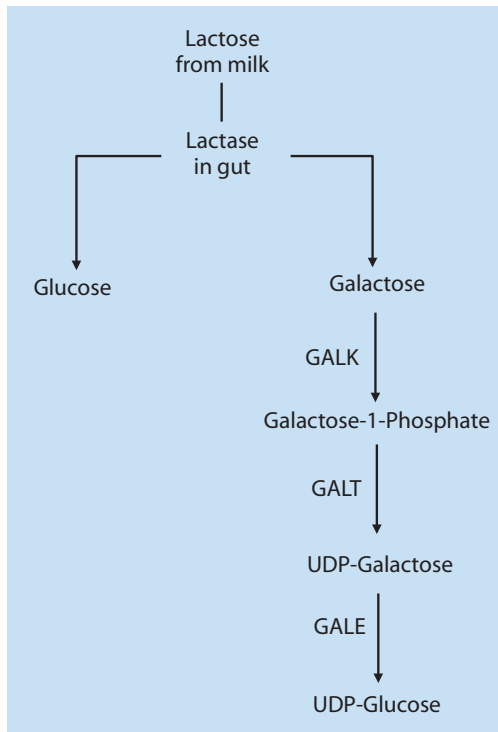 Lactose
from milk
Lactase
in gut
Glucose
Galactose
GALK
Galactose-1-Phosphate
GALT
UDP-Galactose
GALE
UDP-Glucose